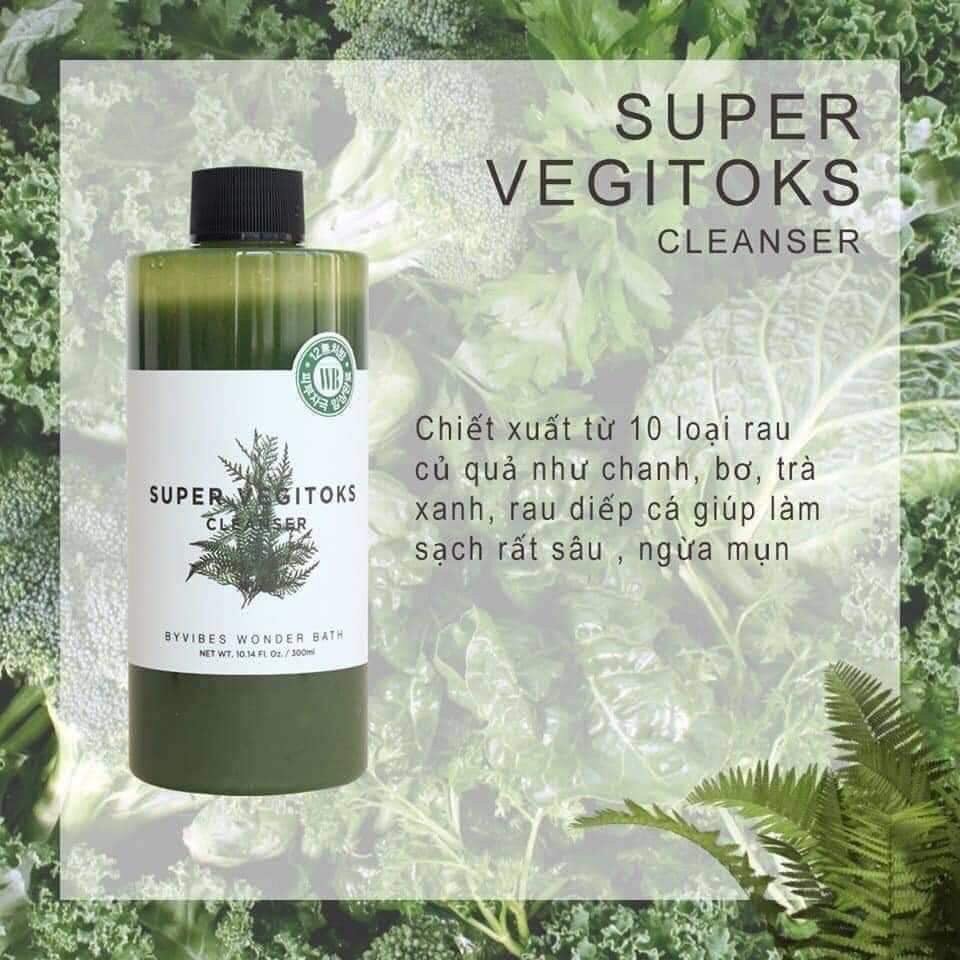 SUPER
VEGITOKS
CLEANSER
WB
SUPER VEGITOKS
CLEANSER
BYVIBES WONDER BATH
NET WT. 10.14 Fl. Oz. / 300ml
Chiết xuất từ 10 loại rau
củ quả như chanh, bơ, trà
xanh, rau diếp cá giúp làm
sạch rất sâu , ngừa mụn